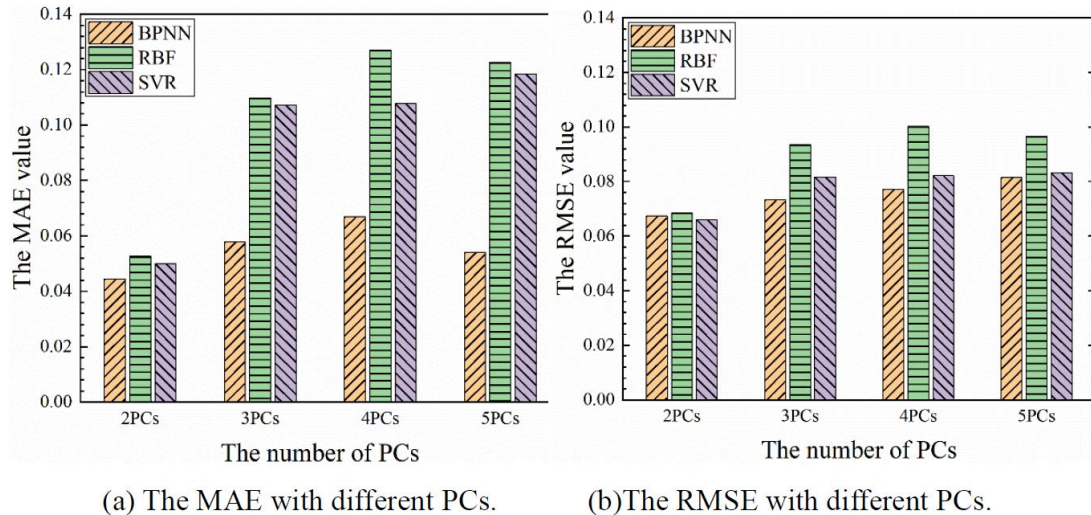 0.14
0.12
0.10
0.08
0.06
0.04
0.02
0.00
The MAE value
BPNN
RBF
SVR
2PCs 3PCs 4PCs 5PCs
The number of PCs
(a) The MAE with different PCs.
0.14
0.12
0.10
0.08
0.06
0.04
0.02
0.00
The RMSE value
BPNN
RBF
SVR
2PCs 3PCs 4PCs 5PCs
The number of PCs
(b)The RMSE with different PCs.